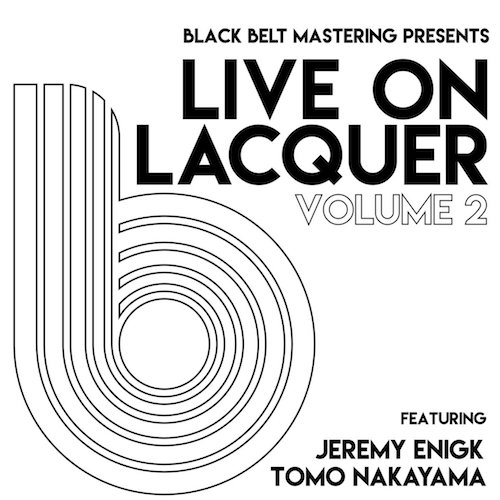 BLACK BELT MASTERING PRESENTS
LIVE ON
LACQUER
VOLUME 2
FEATURING
JEREMY ENIGK
TOMO NAKAYAMA